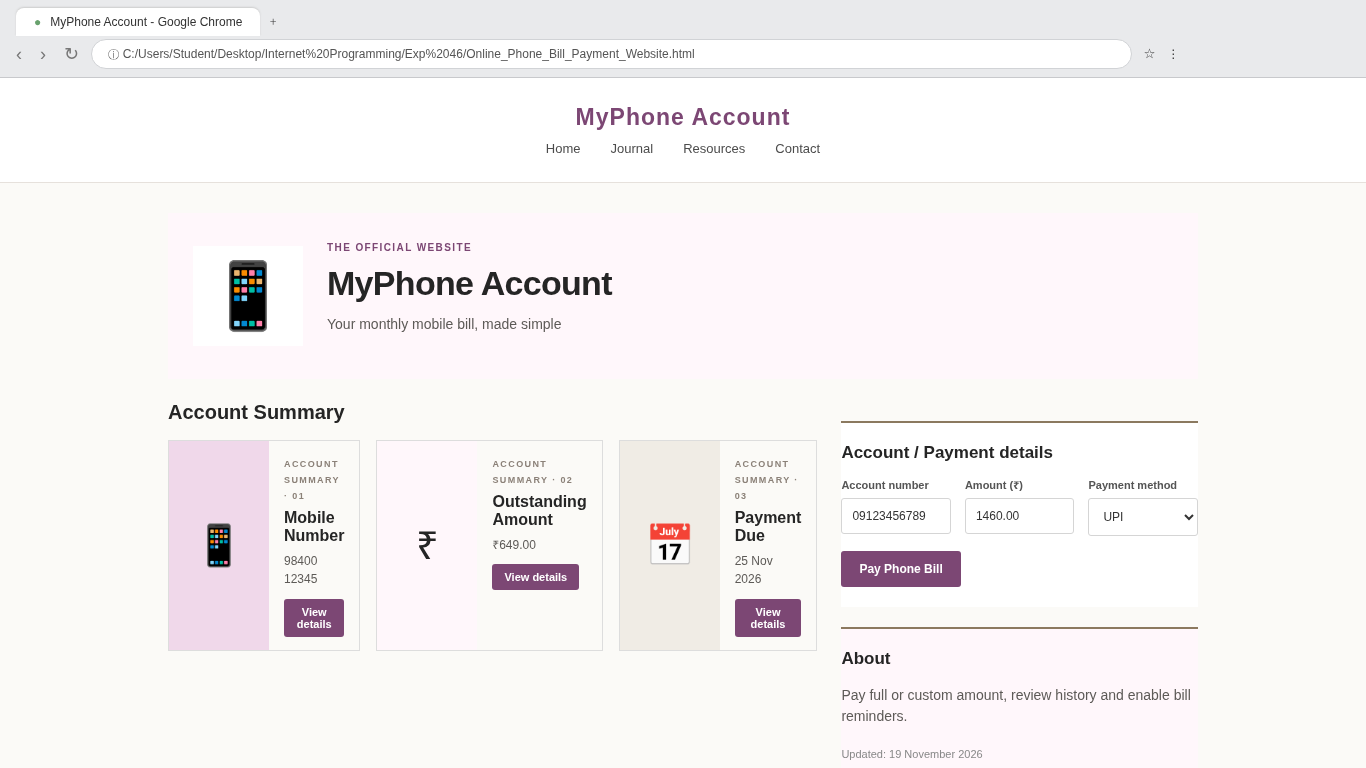 MyPhone Account - Google Chrome
+
C:/Users/Student/Desktop/Internet%20Programming/Exp%2046/Online_Phone_Bill_Payment_Website.html
MyPhone Account
Home Journal Resources Contact
THE OFFICIAL WEBSITE
MyPhone Account
Your monthly mobile bill, made simple
Account Summary
ACCOUNT
SUMMARY
· 01
Mobile
Number
98400
12345
View
details
₹
ACCOUNT
SUMMARY · 02
Outstanding
Amount
₹649.00
View details
July
17
ACCOUNT
SUMMARY ·
03
Payment
Due
25 Nov
2026
View
details
Account / Payment details
Account number Amount (₹) Payment method
09123456789 1460.00 UPI
Pay Phone Bill
About
Pay full or custom amount, review history and enable bill
reminders.
Updated: 19 November 2026